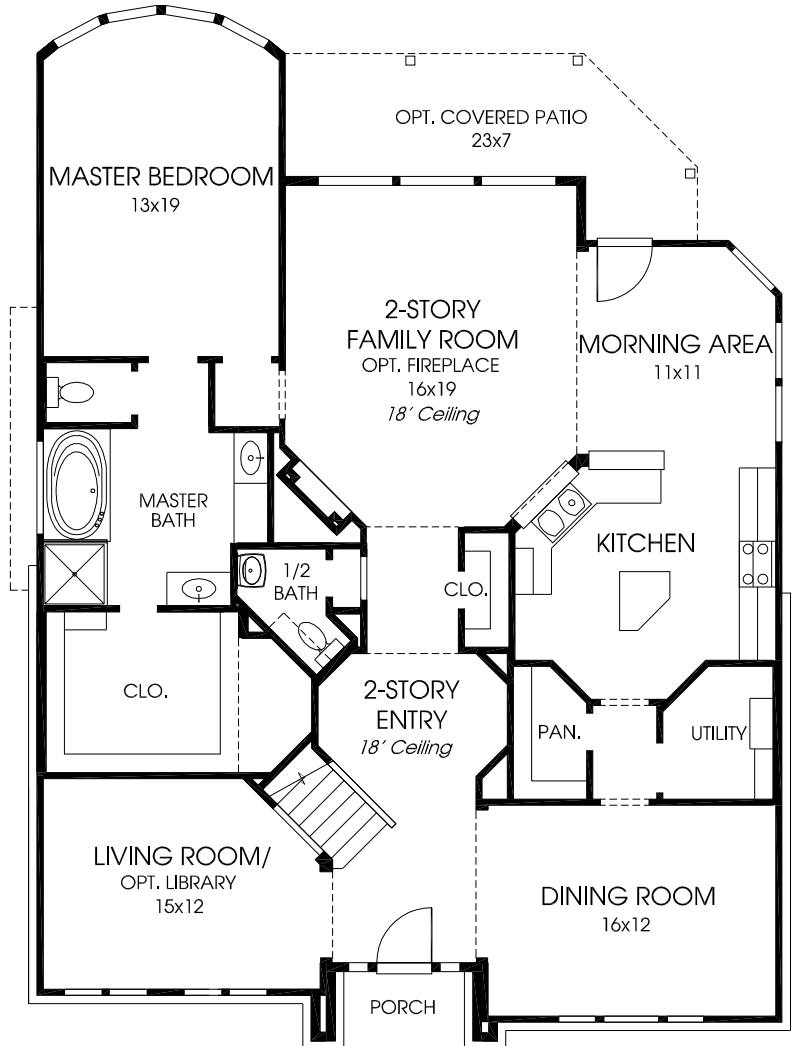 OPT. COVERED PATIO
23x7
MASTER BEDROOM
13x19
2-STORY
FAMILY ROOM
OPT. FIREPLACE
16x19
18' Ceiling
MORNING AREA
11x11
MASTER
BATH
KITCHEN
1/2
BATH
CLO.
CLO.
2-STORY
ENTRY
18' Ceiling
PAN.
UTILITY
LIVING ROOM/
OPT. LIBRARY
15x12
DINING ROOM
16x12
PORCH